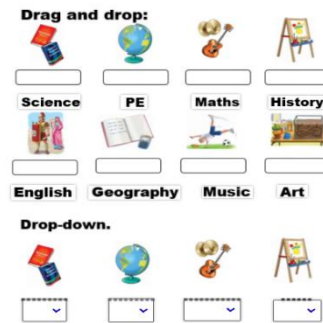 Drag and drop:
Science PE Maths History
English Geography Music Art
Drop-down.